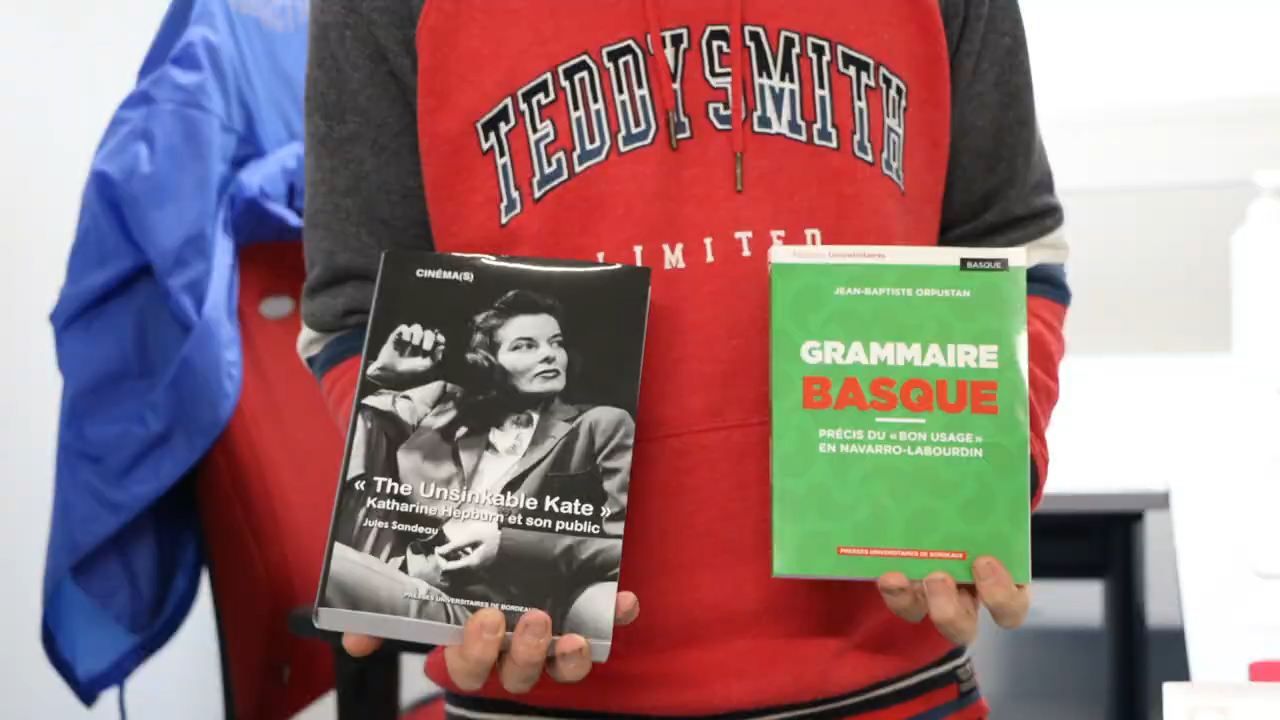 TEDDY SMITH
LIMITED
CINÉMA(S)
« The Unsinkable Kate »
Katharine Hepburn et son public
Jules Sandeau
PRESSES UNIVERSITAIRES DE BORDEAUX
BASQUE
JEAN-BAPTISTE ORPUSTAN
GRAMMAIRE
BASQUE
PRÉCIS DU « BON USAGE »
EN NAVARRO-LABOURDIN
PRESSES UNIVERSITAIRES DE BORDEAUX